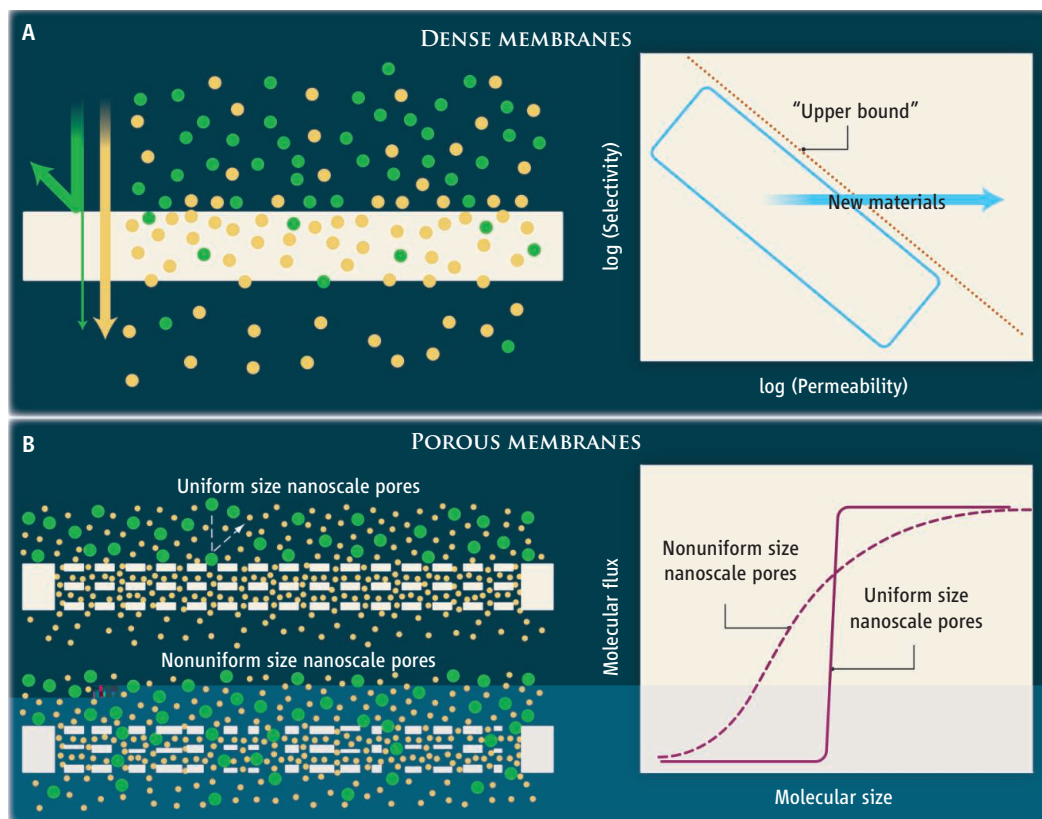 A
DENSE MEMBRANES
log (Selectivity)
“Upper bound”
New materials
log (Permeability)
B
POROUS MEMBRANES
Uniform size nanoscale pores
Nonuniform size nanoscale pores
Molecular flux
Nonuniform size
nanoscale pores
Uniform size
nanoscale pores
Molecular size